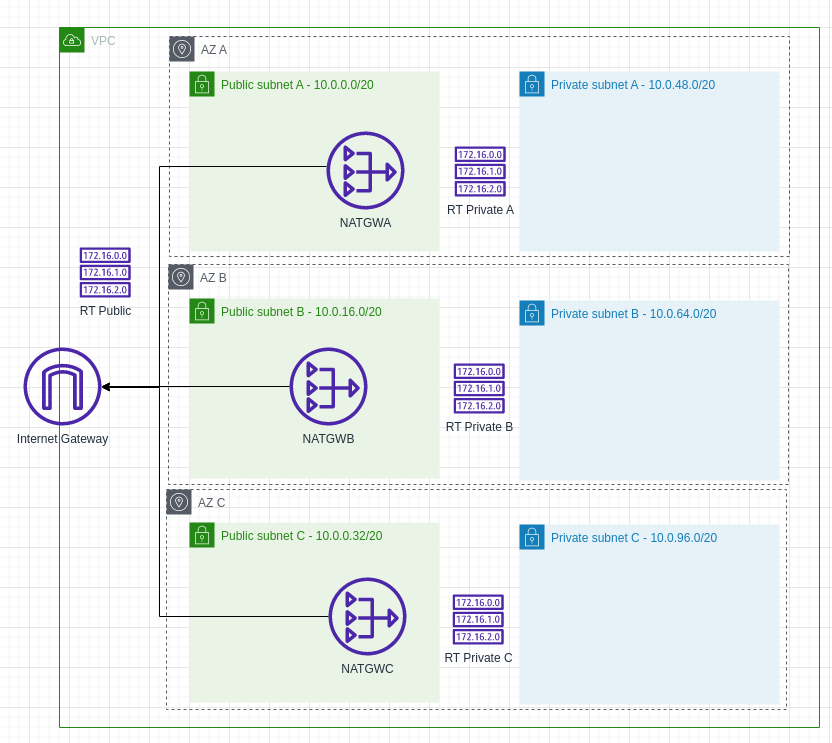 VPC
AZ A
Public subnet A - 10.0.0.0/20
Private subnet A - 10.0.48.0/20
172.16.0.0
172.16.1.0
172.16.2.0
RT Private A
NATGWA
172.16.0.0
172.16.1.0
172.16.2.0
RT Public
AZ B
Public subnet B - 10.0.16.0/20
Private subnet B - 10.0.64.0/20
172.16.0.0
172.16.1.0
172.16.2.0
RT Private B
NATGWB
Internet Gateway
AZ C
Public subnet C - 10.0.0.32/20
Private subnet C - 10.0.96.0/20
172.16.0.0
172.16.1.0
172.16.2.0
RT Private C
NATGWC